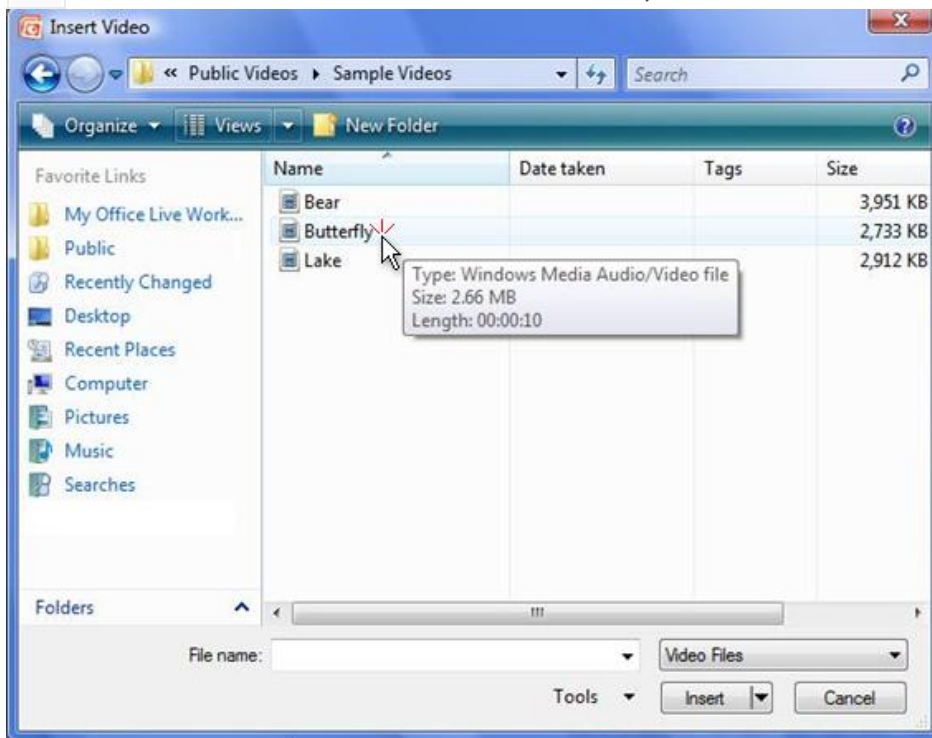 Insert Video
« Public Videos Sample Videos Search
Organize Views New Folder
Favorite Links
My Office Live Work...
Public
Recently Changed
Desktop
Recent Places
Computer
Pictures
Music
Searches
Folders
Name Date taken Tags Size
Bear 3,951 KB
Butterfly 2,733 KB
Lake 2,912 KB
Type: Windows Media Audio/Video file
Size: 2.66 MB
Length: 00:00:10
File name: Video Files
Tools Insert Cancel